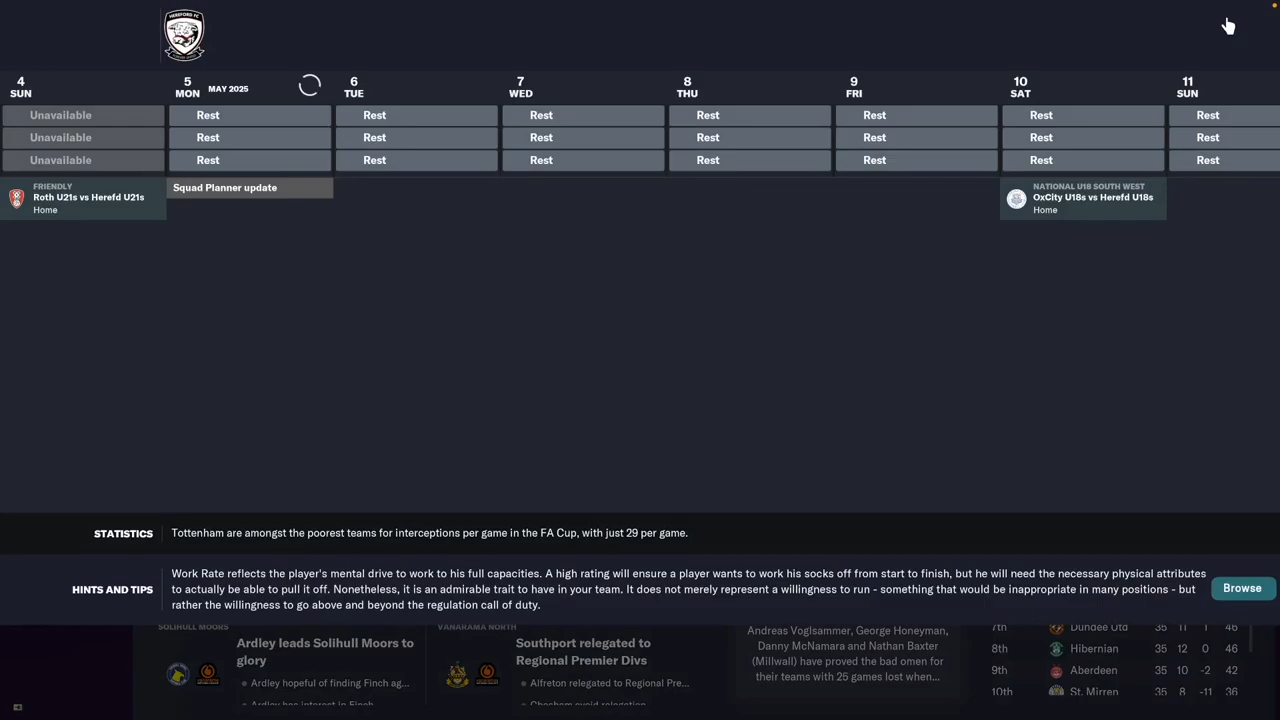 HEREFORD FC
4
SUN
5
MON
MAY 2025
6
TUE
7
WED
8
THU
9
FRI
10
SAT
11
SUN
Unavailable
Rest
Rest
Rest
Rest
Rest
Rest
Rest
Unavailable
Rest
Rest
Rest
Rest
Rest
Rest
Rest
Unavailable
Rest
Rest
Rest
Rest
Rest
Rest
Rest
FRIENDLY
Roth U21s vs Herefd U21s
Home
Squad Planner update
NATIONAL U18 SOUTH WEST
OxCity U18s vs Herefd U18s
Home
STATISTICS
Tottenham are amongst the poorest teams for interceptions per game in the FA Cup, with just 29 per game.
HINTS AND TIPS
Work Rate reflects the player's mental drive to work to his full capacities. A high rating will ensure a player wants to work his socks off from start to finish, but he will need the necessary physical attributes
to actually be able to pull it off. Nonetheless, it is an admirable trait to have in your team. It does not merely represent a willingness to run - something that would be inappropriate in many positions - but
rather the willingness to go above and beyond the regulation call of duty.
Browse
SOLIHULL MOORS
Ardley leads Solihull Moors to
glory
Ardley hopeful of finding Finch ag...
Ardley has interest in Finch
VANARAMA NORTH
Southport relegated to
Regional Premier Divs
Alfreton relegated to Regional Pre...
Chesham avoid relegation
Andreas Voglsammer, George Honeyman,
Danny McNamara and Nathan Baxter
(Millwall) have proved the bad omen for
their teams with 25 games lost when...
7th Dundee Utd 35 11 1 46
8th Hibernian 35 12 0 46
9th Aberdeen 35 10 -2 42
10th St. Mirren 35 8 -11 36